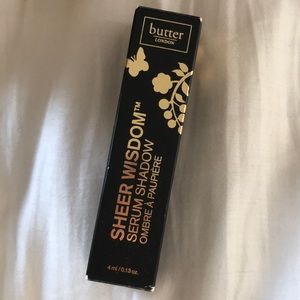 butter
LONDON
SHEER WISDOM™
SERUM SHADOW
OMBRE À PAUPIÈRE
4 ml / 0.13 oz.